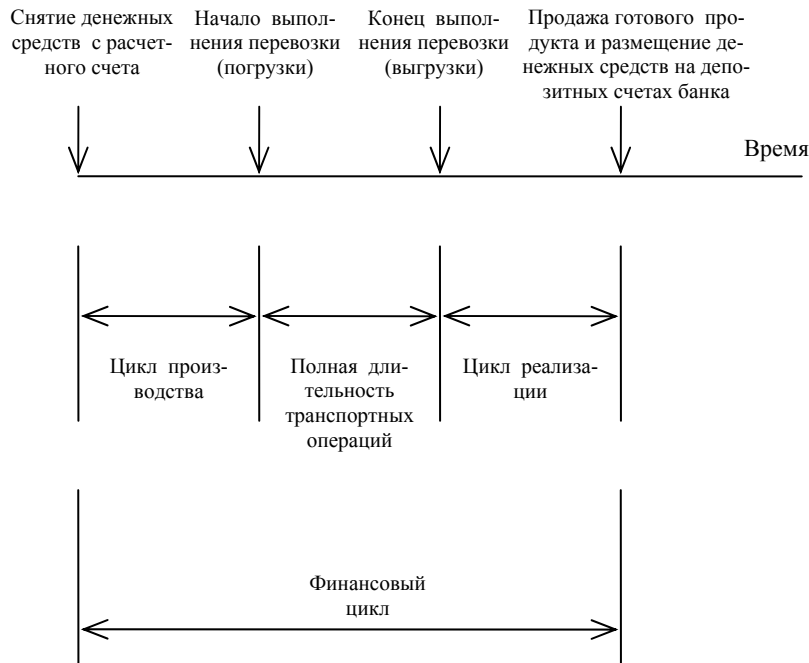 Снятие денежных
средств с расчет-
ного счета
Начало выпол-
нения перевозки
(погрузки)
Конец выпол-
нения перевозки
(выгрузки)
Продажа готового про-
дукта и размещение де-
нежных средств на депо-
зитных счетах банка
Время
Цикл произ-
водства
Полная дли-
тельность
транспортных
операций
Цикл реализа-
ции
Финансовый
цикл